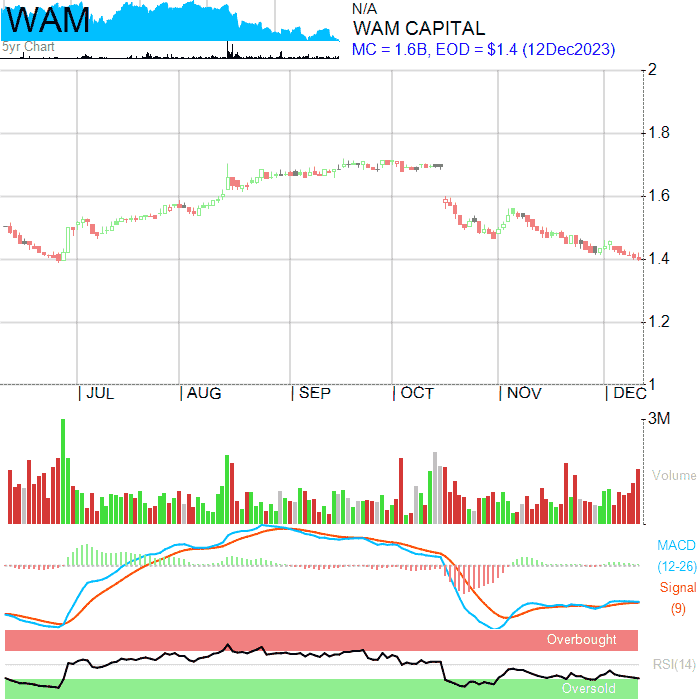 WAM
5yr Chart
N/A
WAM CAPITAL
MC = 1.6B, EOD = $1.4 (12Dec2023)
2
1.8
1.6
1.4
1.2
1
| JUL | AUG | SEP | OCT | NOV | DEC
3M
Volume
MACD
(12-26)
Signal
(9)
Overbought
RSI(14)
Oversold